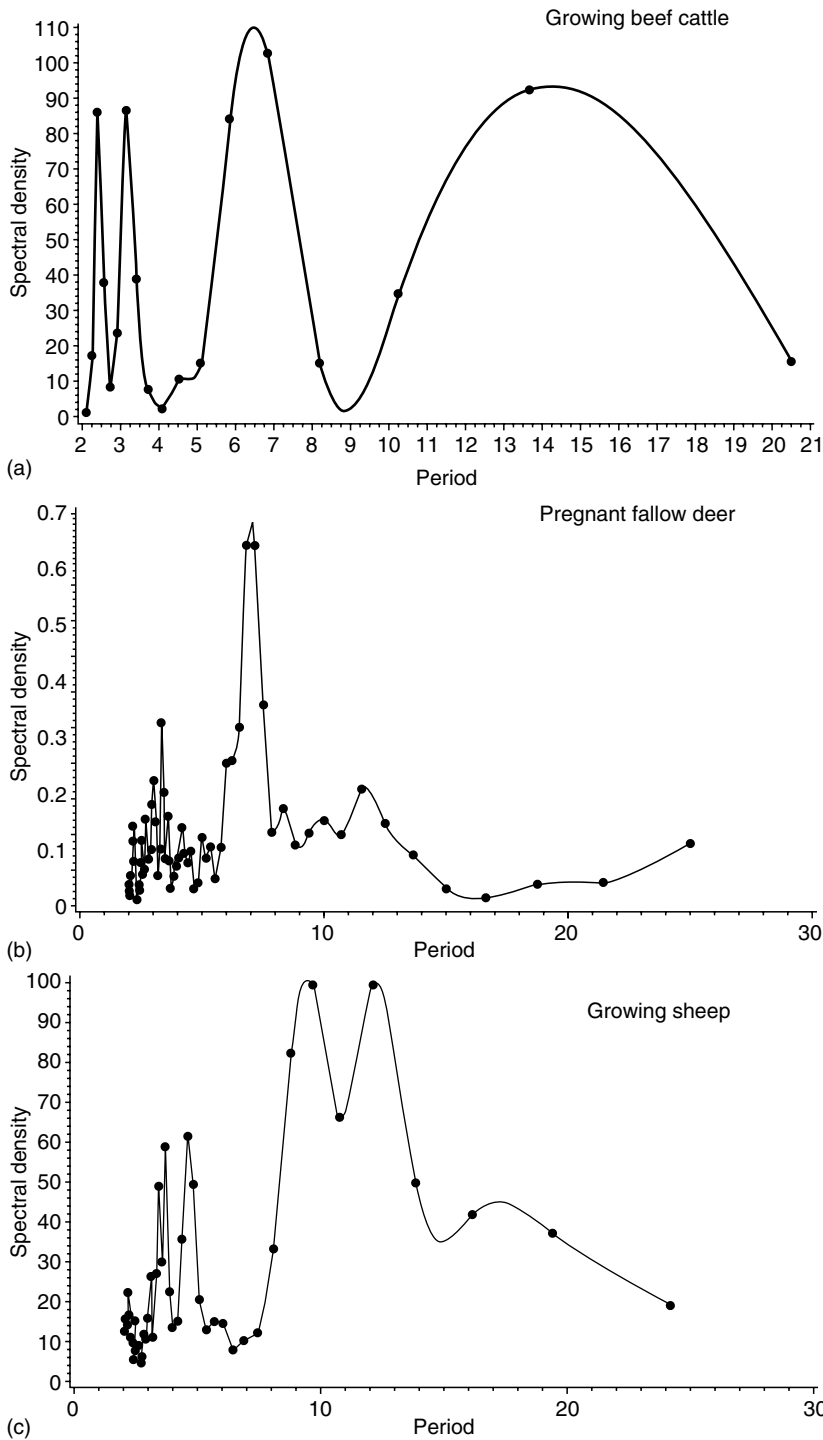 Growing beef cattle
110
100
90
80
70
60
50
40
30
20
10
0
Spectral density
2 3 4 5 6 7 8 9 10 11 12 13 14 15 16 17 18 19 20 21
(a)
Period
Pregnant fallow deer
0.7
0.6
0.5
0.4
0.3
0.2
0.1
0
Spectral density
0 10 20 30
(b)
Period
Growing sheep
100
90
80
70
60
50
40
30
20
10
0
Spectral density
0 10 20 30
(c)
Period